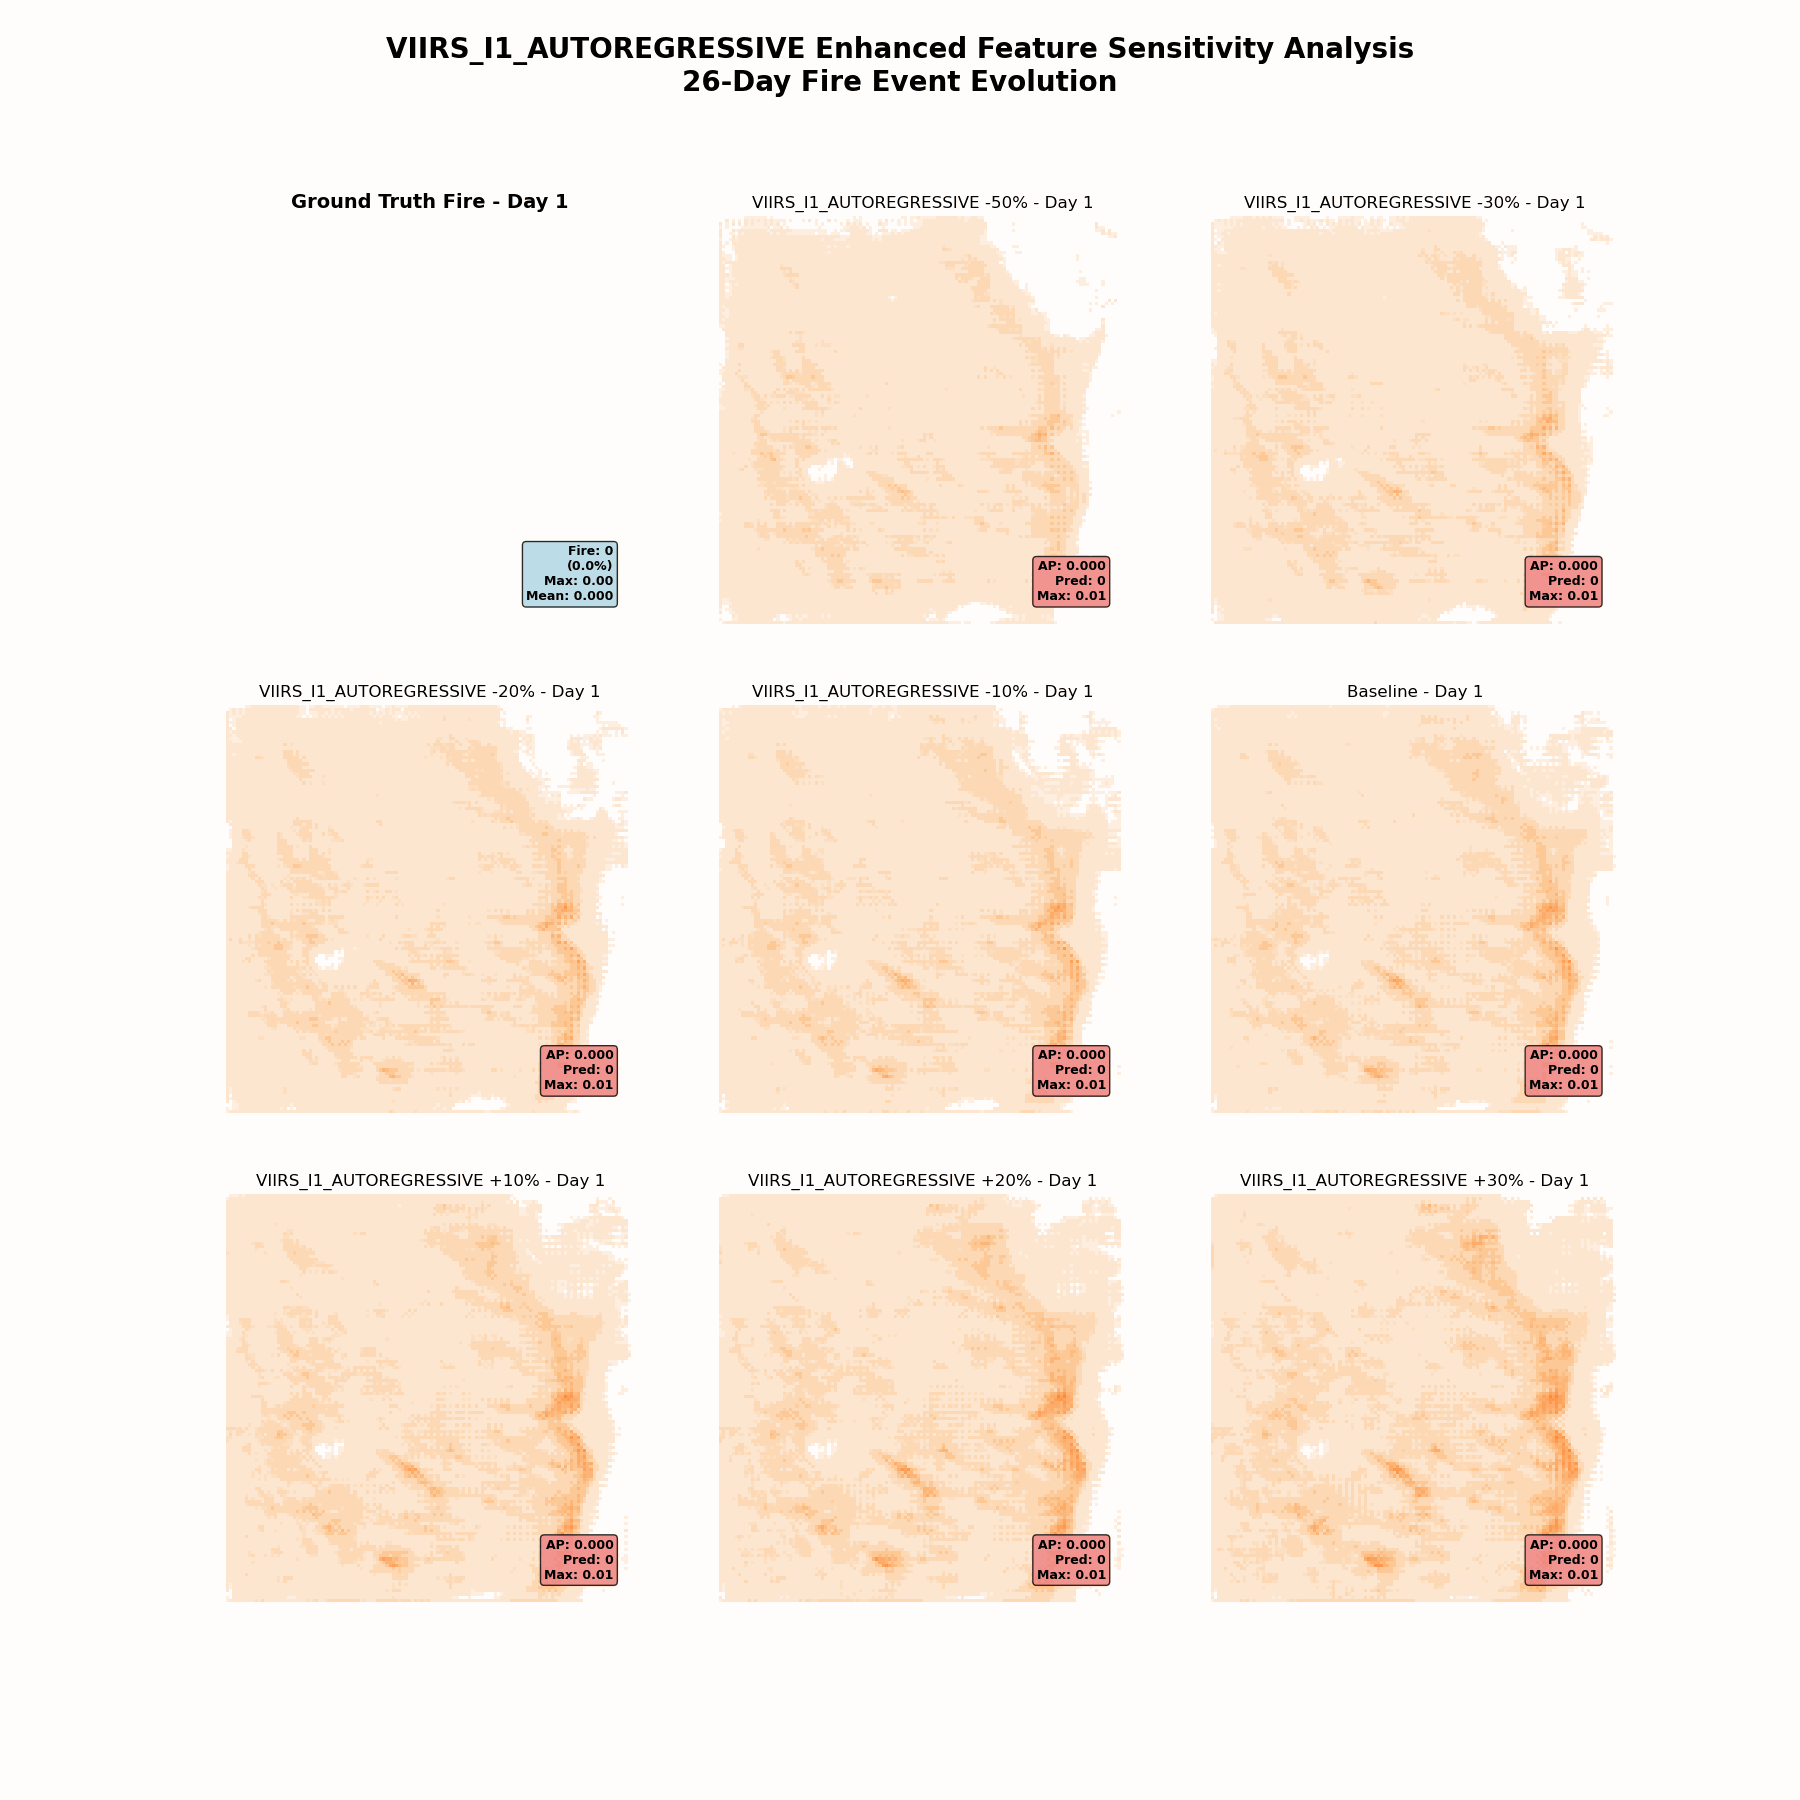 VIIRS_I1_AUTOREGRESSIVE Enhanced Feature Sensitivity Analysis
26-Day Fire Event Evolution
Ground Truth Fire - Day 1
Fire: 0
(0.0%)
Max: 0.00
Mean: 0.000
VIIRS_I1_AUTOREGRESSIVE -50% - Day 1
AP: 0.000
Pred: 0
Max: 0.01
VIIRS_I1_AUTOREGRESSIVE -30% - Day 1
AP: 0.000
Pred: 0
Max: 0.01
VIIRS_I1_AUTOREGRESSIVE -20% - Day 1
AP: 0.000
Pred: 0
Max: 0.01
VIIRS_I1_AUTOREGRESSIVE -10% - Day 1
AP: 0.000
Pred: 0
Max: 0.01
Baseline - Day 1
AP: 0.000
Pred: 0
Max: 0.01
VIIRS_I1_AUTOREGRESSIVE +10% - Day 1
AP: 0.000
Pred: 0
Max: 0.01
VIIRS_I1_AUTOREGRESSIVE +20% - Day 1
AP: 0.000
Pred: 0
Max: 0.01
VIIRS_I1_AUTOREGRESSIVE +30% - Day 1
AP: 0.000
Pred: 0
Max: 0.01